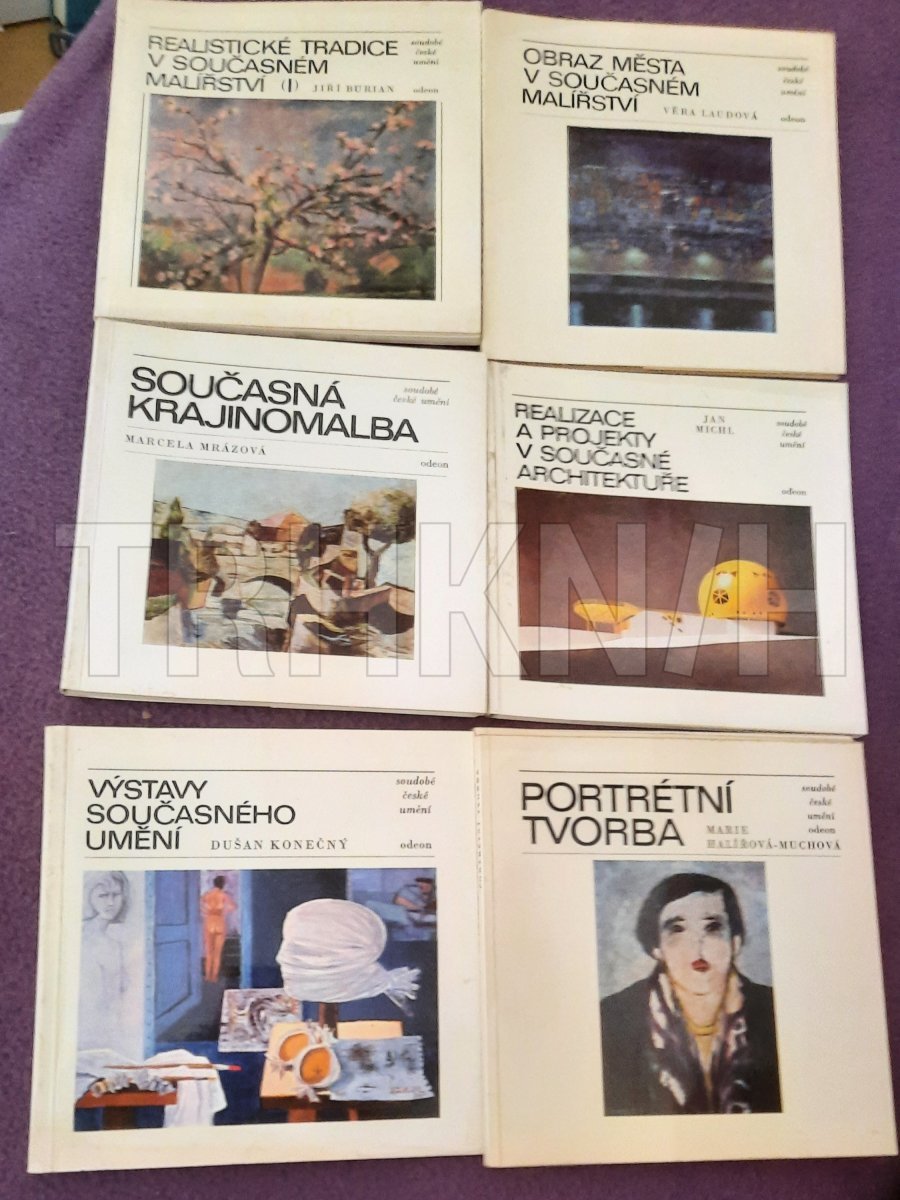 REALISTICKÉ TRADICE
V SOUČASNÉM
MALÍŘSTVÍ (I) JIŘÍ BURIAN
soudobé
české
umění
odeon
OBRAZ MĚSTA
V SOUČASNÉM
MALÍŘSTVÍ VĚRA LAUDOVÁ
soudobé
české
umění
odeon
SOUČASNÁ
KRAJINOMALBA
MARCELA MRÁZOVÁ
soudobé
české umění
odeon
REALIZACE
A PROJEKTY
V SOUČASNÉ
ARCHITEKTUŘE
JAN
MICHL
soudobé
české
umění
odeon
TRHKNIH
VÝSTAVY
SOUČASNÉHO
UMĚNÍ DUŠAN KONEČNÝ
soudobé
české
umění
odeon
PORTRÉTNÍ
TVORBA MARIE
HALÍŘOVÁ-MUCHOVÁ
soudobé
české
umění
odeon